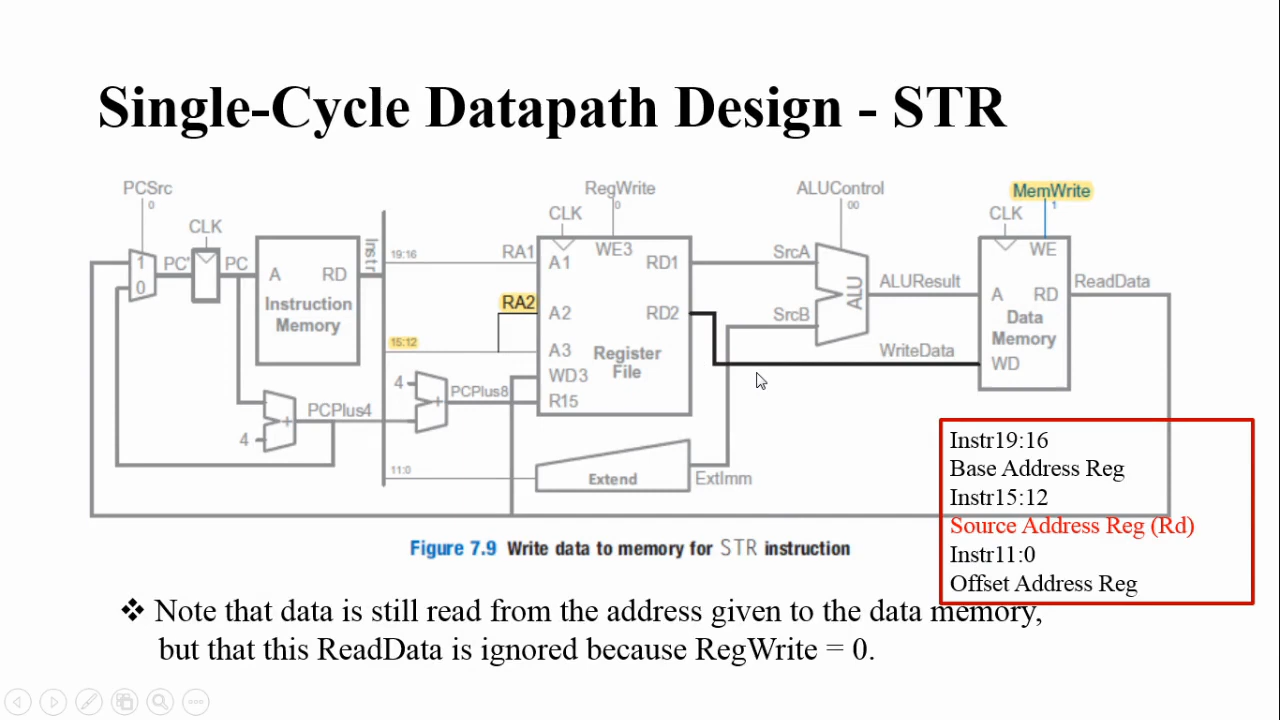 Single-Cycle Datapath Design - STR
PCSrc
0
RegWrite
0
ALUControl
00
MemWrite
1
CLK
CLK
CLK
1
0
PC'
PC
A
RD
Instruction
Memory
Instr
19:16
RA1
A1
WE3
RD1
RA2
A2
RD2
15:12
A3
WD3
R15
Register
File
SrcA
SrcB
ALU
ALUResult
WriteData
WE
A
RD
Data
Memory
WD
ReadData
4
+
PCPlus4
4
+
PCPlus8
11:0
Extend
ExtImm
Instr19:16
Base Address Reg
Instr15:12
Source Address Reg (Rd)
Instr11:0
Offset Address Reg
Figure 7.9 Write data to memory for STR instruction
❖ Note that data is still read from the address given to the data memory,
but that this ReadData is ignored because RegWrite = 0.